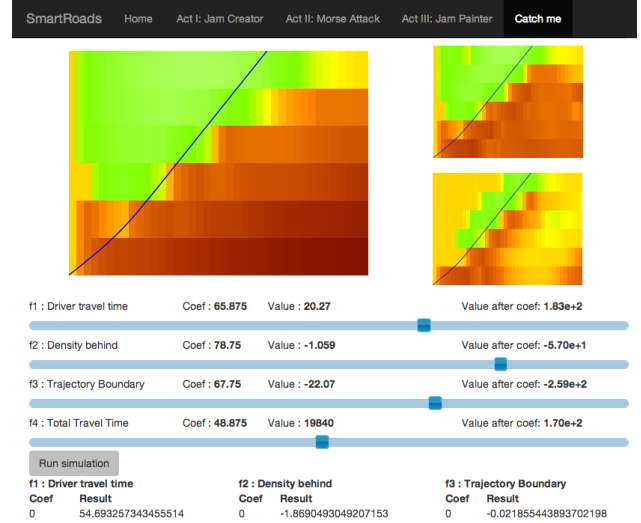 SmartRoads Home Act I: Jam Creator Act II: Morse Attack Act III: Jam Painter Catch me
f1 : Driver travel time Coef : 65.875 Value : 20.27 Value after coef: 1.83e+2
f2 : Density behind Coef : 78.75 Value : -1.059 Value after coef: -5.70e+1
f3 : Trajectory Boundary Coef : 67.75 Value : -22.07 Value after coef: -2.59e+2
f4 : Total Travel Time Coef : 48.875 Value : 19840 Value after coef: 1.70e+2
Run simulation
f1 : Driver travel time f2 : Density behind f3 : Trajectory Boundary
Coef Result Coef Result Coef Result
0 54.693257343455514 0 -1.8690493049207153 0 -0.021855443893702198